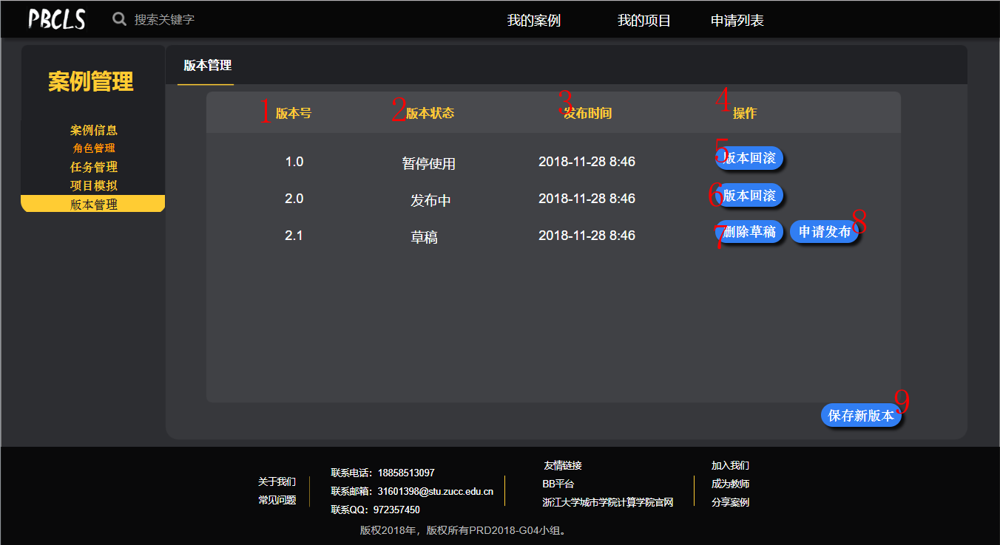 PBCLS 搜索关键字 我的案例 我的项目 申请列表
案例管理
案例信息
角色管理
任务管理
项目模拟
版本管理
版本管理
1 版本号 2 版本状态 3 发布时间 4 操作
1.0 暂停使用 2018-11-28 8:46 5 版本回滚
2.0 发布中 2018-11-28 8:46 6 版本回滚
2.1 草稿 2018-11-28 8:46 7 删除草稿 申请发布 8
保存新版本 9
关于我们
常见问题
联系电话：18858513097
联系邮箱：31601398@stu.zucc.edu.cn
联系QQ：972357450
友情链接
BB平台
浙江大学城市学院计算学院官网
加入我们
成为教师
分享案例
版权2018年，版权所有PRD2018-G04小组。